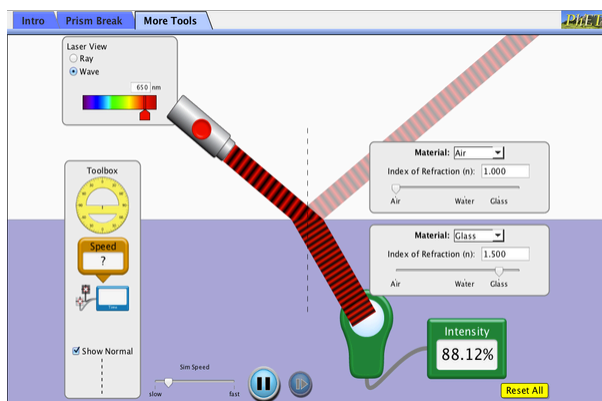 Intro Prism Break More Tools
PhET
Laser View
Ray
Wave
650 nm
Material: Air
Index of Refraction (n): 1.000
Air Water Glass
Toolbox
Speed
?
Time
Material: Glass
Index of Refraction (n): 1.500
Air Water Glass
Show Normal
Sim Speed
slow fast
Intensity
88.12%
Reset All